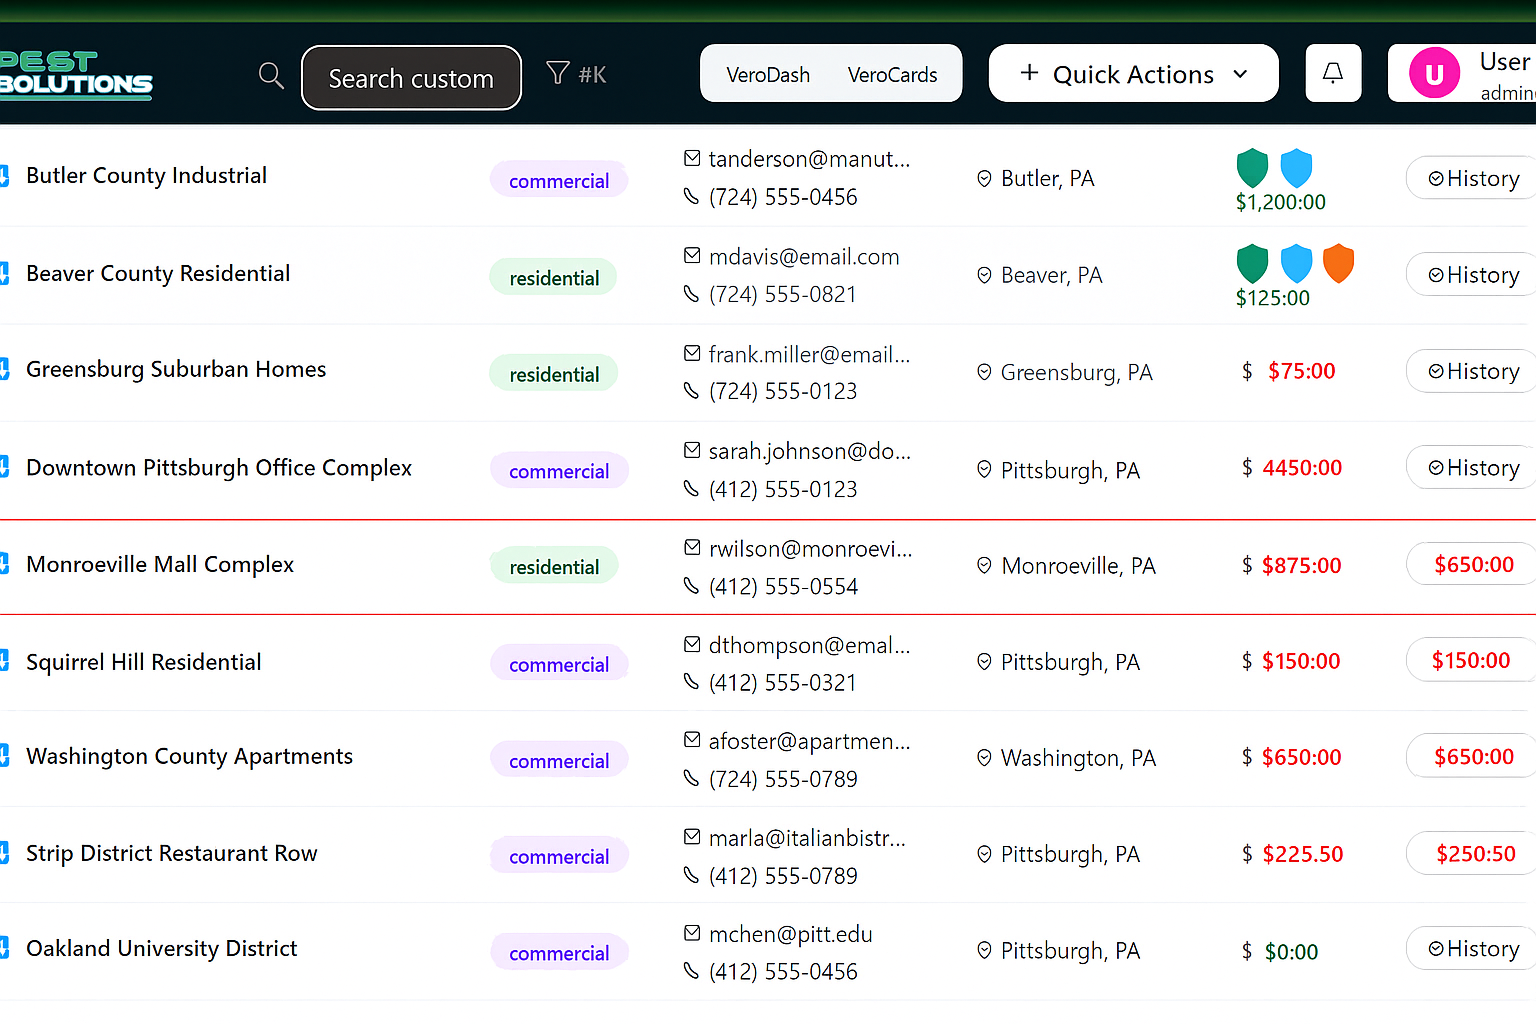 PEST
SOLUTIONS
Search custom
#K
VeroDash VeroCards
+ Quick Actions
U
User
admin
Butler County Industrial
commercial
tanderson@manut...
(724) 555-0456
Butler, PA
$1,200:00
History
Beaver County Residential
residential
mdavis@email.com
(724) 555-0821
Beaver, PA
$125:00
History
Greensburg Suburban Homes
residential
frank.miller@email...
(724) 555-0123
Greensburg, PA
$ $75:00
History
Downtown Pittsburgh Office Complex
commercial
sarah.johnson@do...
(412) 555-0123
Pittsburgh, PA
$ 4450:00
History
Monroeville Mall Complex
residential
rwilson@monroevi...
(412) 555-0554
Monroeville, PA
$ $875:00
$650:00
Squirrel Hill Residential
commercial
dthompson@emal...
(412) 555-0321
Pittsburgh, PA
$ $150:00
$150:00
Washington County Apartments
commercial
afoster@apartmen...
(724) 555-0789
Washington, PA
$ $650:00
$650:00
Strip District Restaurant Row
commercial
marla@italianbistr...
(412) 555-0789
Pittsburgh, PA
$ $225.50
$250:50
Oakland University District
commercial
mchen@pitt.edu
(412) 555-0456
Pittsburgh, PA
$ $0:00
History